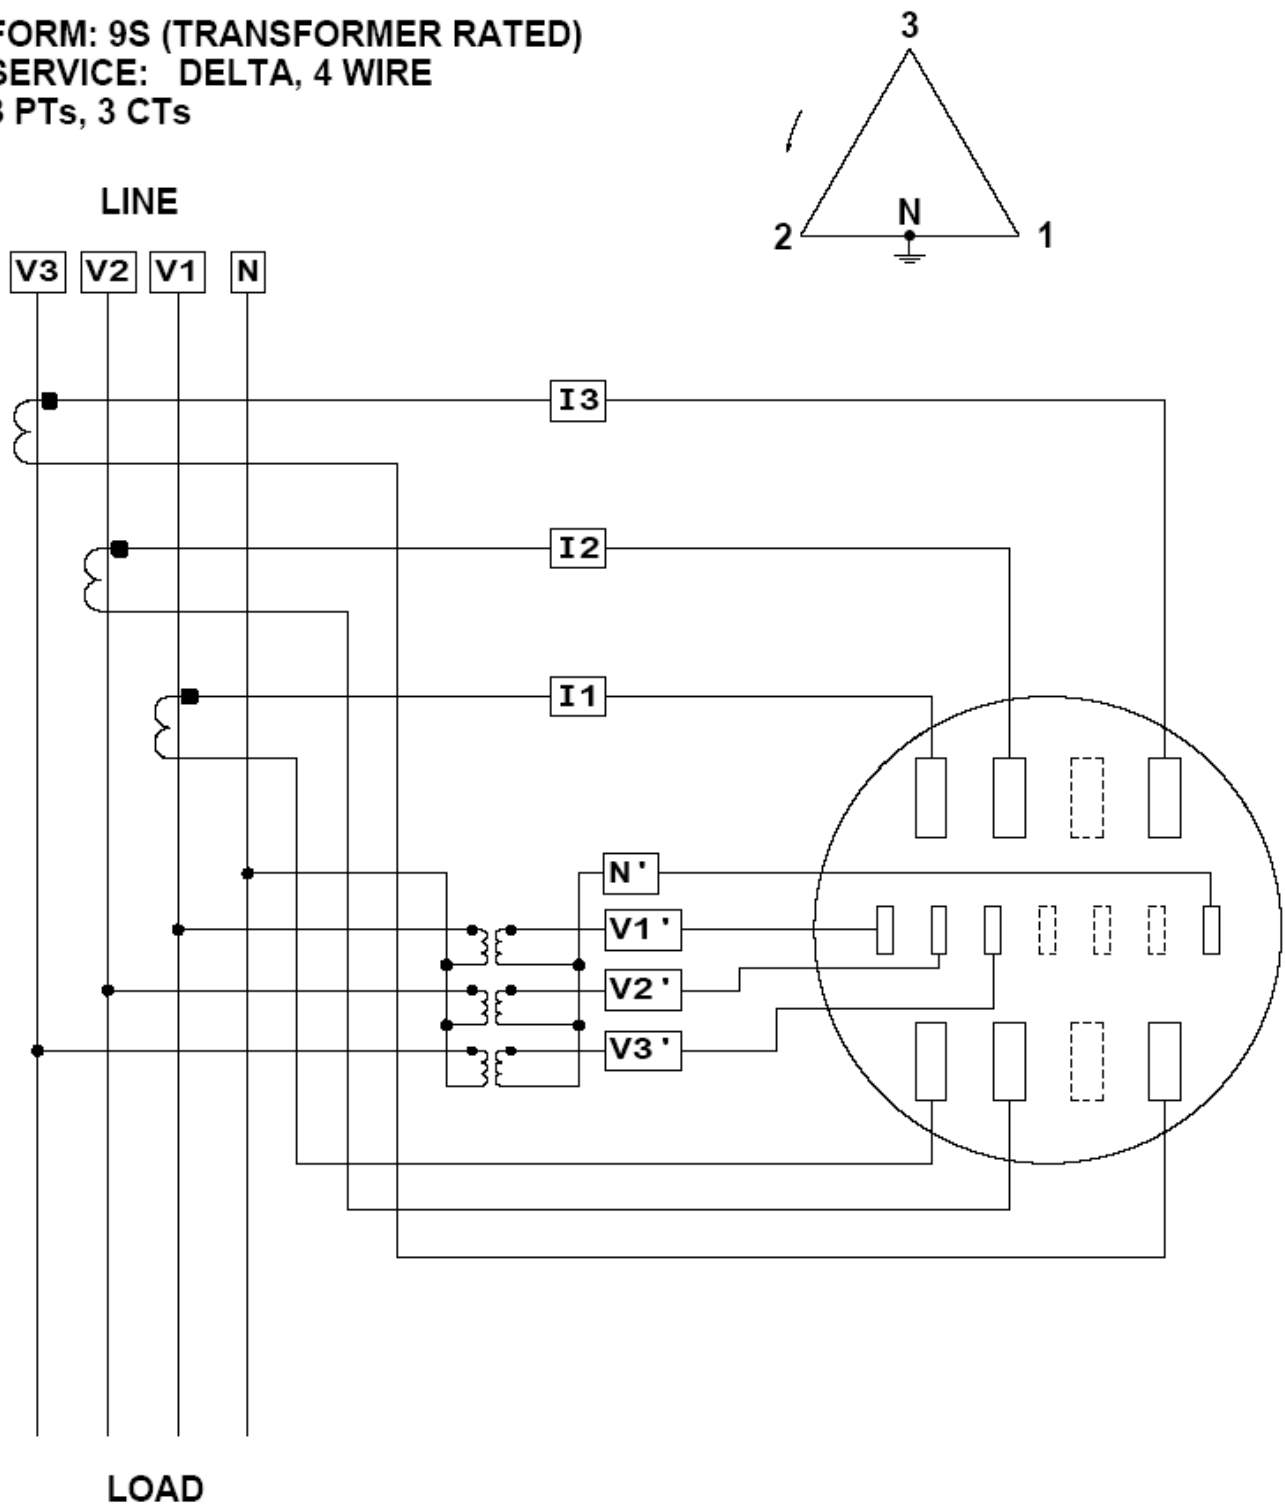 FORM: 9S (TRANSFORMER RATED)
SERVICE: DELTA, 4 WIRE
3 PTs, 3 CTs
3
N
2
1
LINE
V3 V2 V1 N
I3
I2
I1
N'
V1'
V2'
V3'
LOAD